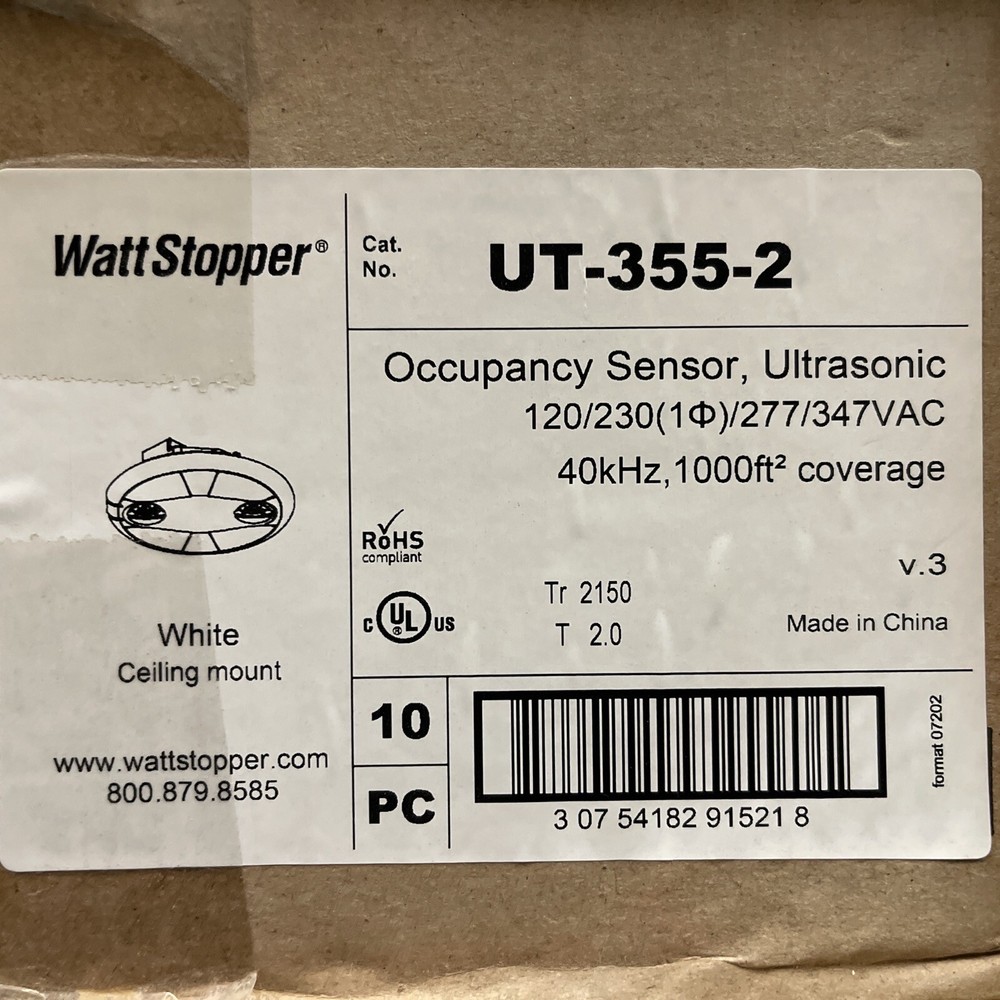 WattStopper®
Cat.
No.
UT-355-2
Occupancy Sensor, Ultrasonic
120/230(1Φ)/277/347VAC
40kHz,1000ft² coverage
RoHS
compliant
v.3
C UL ® US
Tr 2150
T 2.0
Made in China
White
Ceiling mount
www.wattstopper.com
800.879.8585
10
PC
3 07 54182 91521 8
format 07202